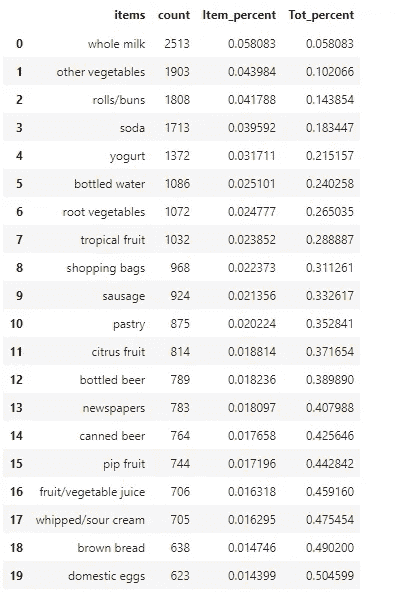 items count Item_percent Tot_percent
0 whole milk 2513 0.058083 0.058083
1 other vegetables 1903 0.043984 0.102066
2 rolls/buns 1808 0.041788 0.143854
3 soda 1713 0.039592 0.183447
4 yogurt 1372 0.031711 0.215157
5 bottled water 1086 0.025101 0.240258
6 root vegetables 1072 0.024777 0.265035
7 tropical fruit 1032 0.023852 0.288887
8 shopping bags 968 0.022373 0.311261
9 sausage 924 0.021356 0.332617
10 pastry 875 0.020224 0.352841
11 citrus fruit 814 0.018814 0.371654
12 bottled beer 789 0.018236 0.389890
13 newspapers 783 0.018097 0.407988
14 canned beer 764 0.017658 0.425646
15 pip fruit 744 0.017196 0.442842
16 fruit/vegetable juice 706 0.016318 0.459160
17 whipped/sour cream 705 0.016295 0.475454
18 brown bread 638 0.014746 0.490200
19 domestic eggs 623 0.014399 0.504599